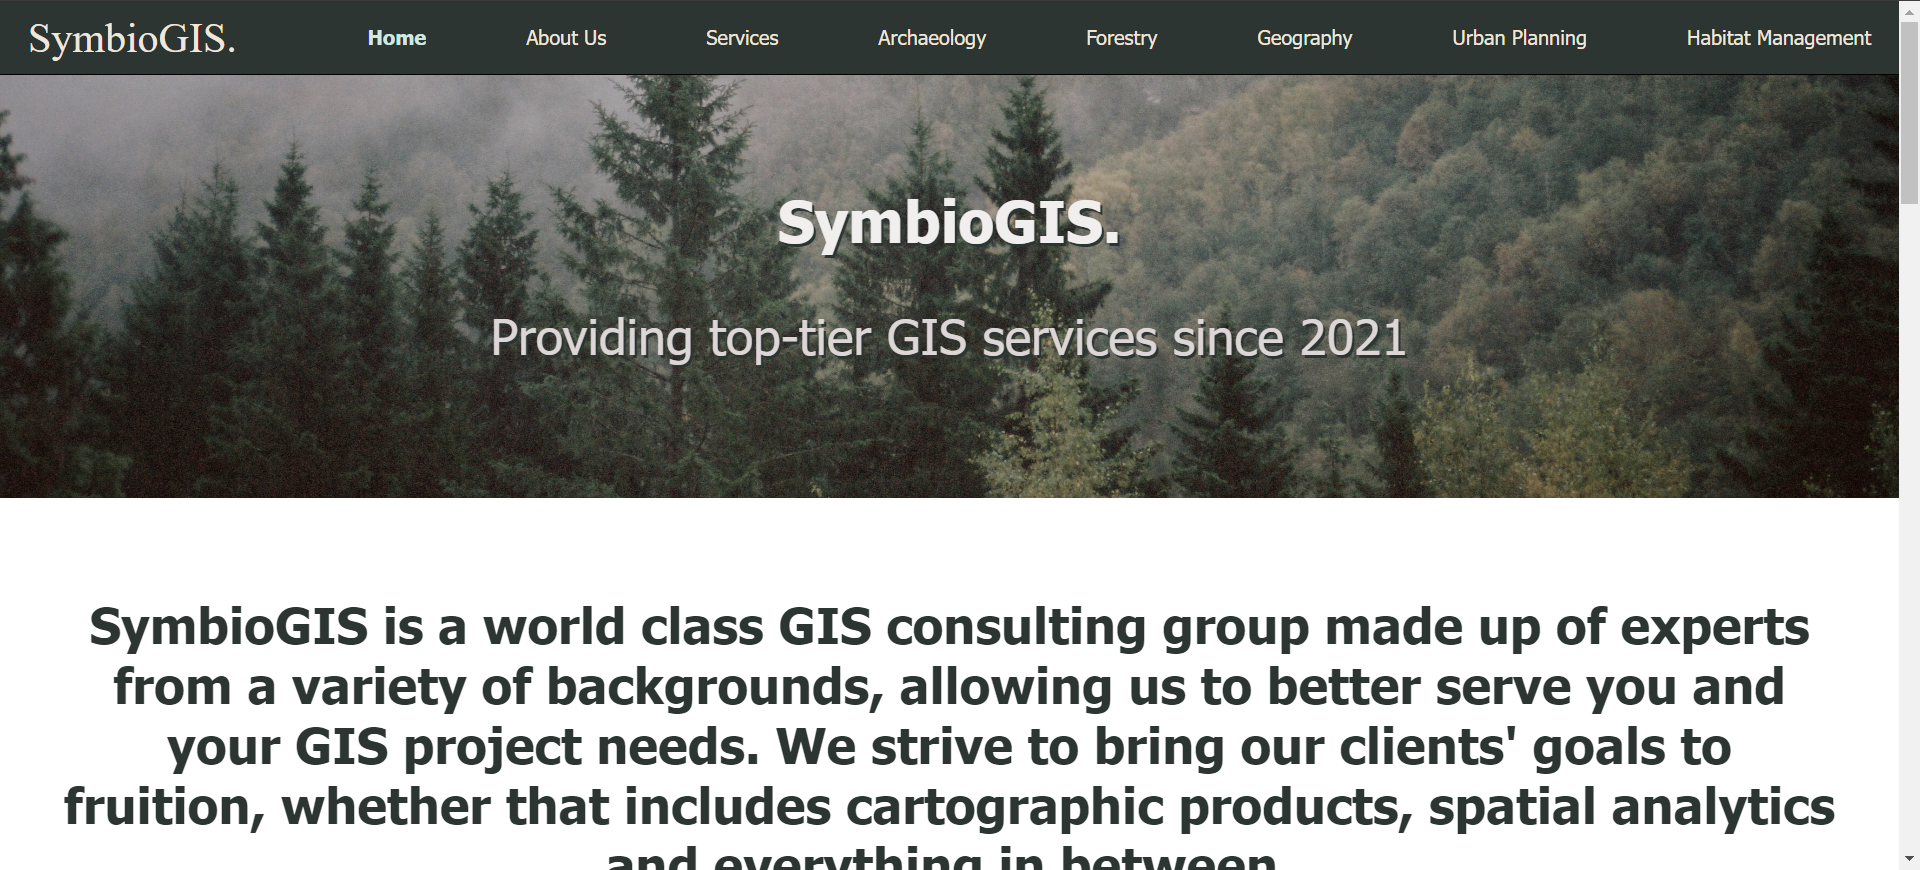 SymbioGIS. Home About Us Services Archaeology Forestry Geography Urban Planning Habitat Management
SymbioGIS.
Providing top-tier GIS services since 2021
SymbioGIS is a world class GIS consulting group made up of experts
from a variety of backgrounds, allowing us to better serve you and
your GIS project needs. We strive to bring our clients' goals to
fruition, whether that includes cartographic products, spatial analytics
and everything in between